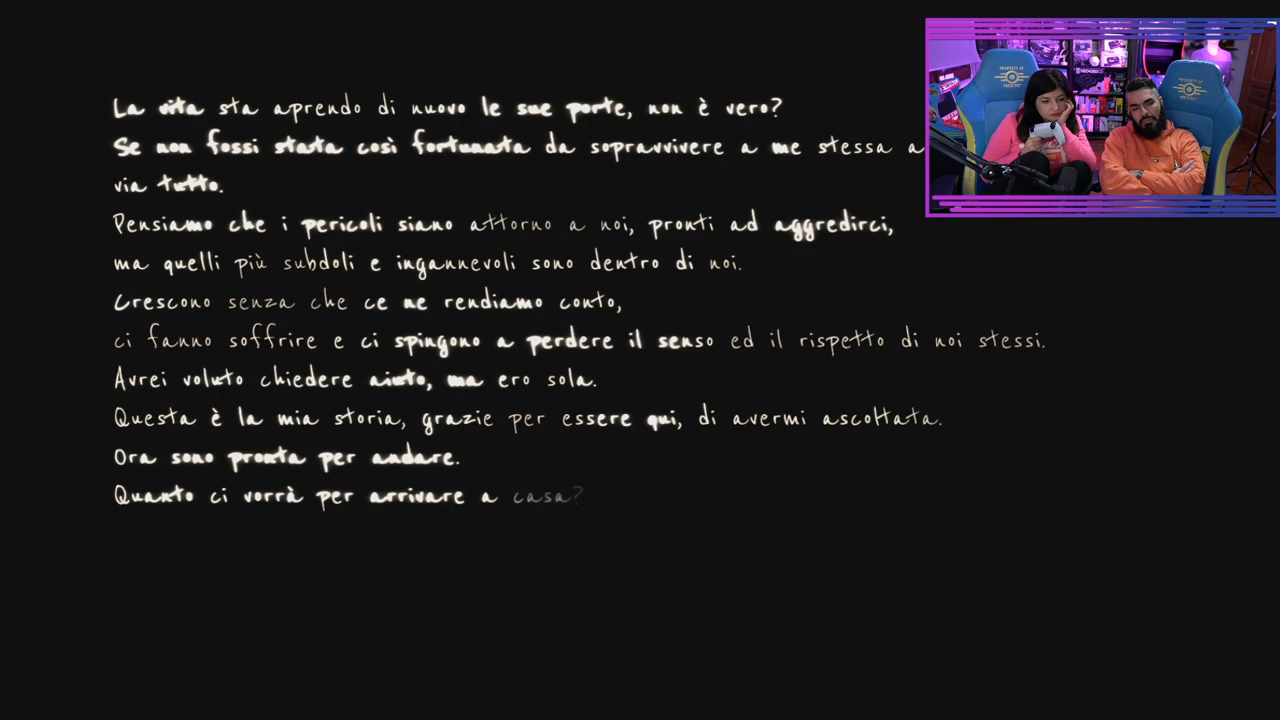 La vita sta aprendo di nuovo le sue porte, non è vero?
Se non fossi stata così fortunata da sopravvivere a me stessa a
via tutto.
Pensiamo che i pericoli siano attorno a noi, pronti ad aggredirci,
ma quelli più subdoli e ingannevoli sono dentro di noi.
Crescono senza che ce ne rendiamo conto,
ci fanno soffrire e ci spingono a perdere il senso ed il rispetto di noi stessi.
Avrei voluto chiedere aiuto, ma ero sola.
Questa è la mia storia, grazie per essere qui, di avermi ascoltata.
Ora sono pronta per andare.
Quanto ci vorrà per arrivare a casa?
PROPERTY OF
PROPERTY OF